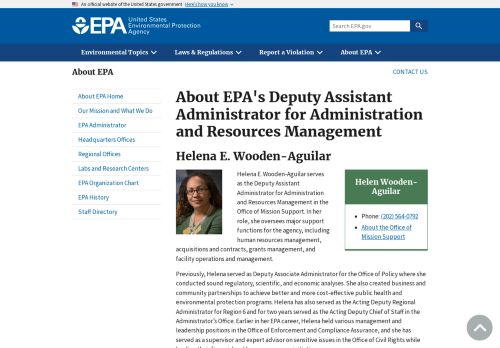 An official website of the United States government Here's how you know
EPA United States
Environmental Protection
Agency
Search EPA.gov
Environmental Topics
Laws & Regulations
Report a Violation
About EPA
About EPA
CONTACT US
About EPA Home
Our Mission and What We Do
EPA Administrator
Headquarters Offices
Regional Offices
Labs and Research Centers
EPA Organization Chart
EPA History
Staff Directory
About EPA's Deputy Assistant
Administrator for Administration
and Resources Management
Helena E. Wooden-Aguilar
Helena E. Wooden-Aguilar serves
as the Deputy Assistant
Administrator for Administration
and Resources Management in the
Office of Mission Support. In her
role, she oversees major support
functions for the agency, including
human resources management,
acquisitions and contracts, grants management, and
facility operations and management.
Helen Wooden-
Aguilar
Phone: (202) 564-0792
About the Office of
Mission Support
Previously, Helena served as Deputy Associate Administrator for the Office of Policy where she
conducted sound regulatory, scientific, and economic analyses. She also created business and
community partnerships to achieve better and more cost-effective public health and
environmental protection programs. Helena has also served as the Acting Deputy Regional
Administrator for Region 6 and for two years served as the Acting Deputy Chief of Staff in the
Administrator's Office. Earlier in her EPA career, Helena held various management and
leadership positions in the Office of Enforcement and Compliance Assurance, and she has
served as a supervisor and expert advisor on sensitive issues in the Office of Civil Rights while